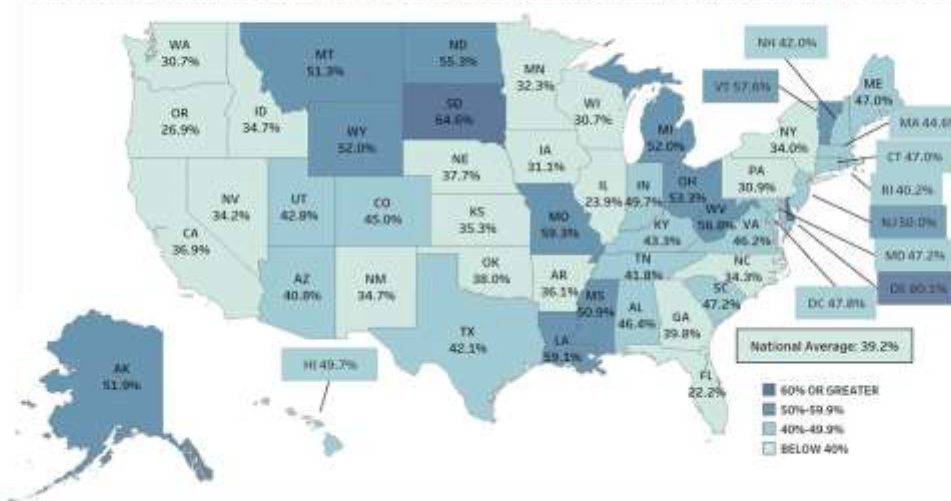 WA
30.7%
OR
26.9%
CA
36.9%
NV
34.2%
ID
34.7%
MT
51.3%
WY
52.0%
UT
42.8%
AZ
40.8%
CO
45.0%
NM
34.7%
ND
55.3%
SD
64.6%
NE
37.7%
KS
35.3%
OK
38.0%
TX
42.1%
MN
32.3%
IA
31.1%
MO
59.3%
AR
36.1%
LA
59.1%
WI
30.7%
IL
23.9%
MS
50.9%
MI
52.0%
IN
49.7%
OH
53.3%
KY
43.3%
TN
41.8%
AL
46.4%
GA
39.8%
FL
22.2%
WV
56.8%
VA
46.2%
NC
34.3%
SC
47.2%
PA
30.9%
NY
34.0%
ME
47.0%
NH 42.0%
VT 57.6%
MA 44.6%
CT 47.0%
RI 40.2%
NJ 50.0%
MD 47.2%
DE
DC 47.8%
AK
51.9%
HI 49.7%
National Average: 39.2%
60% OR GREATER
50%-59.9%
40%-49.9%
BELOW 40%